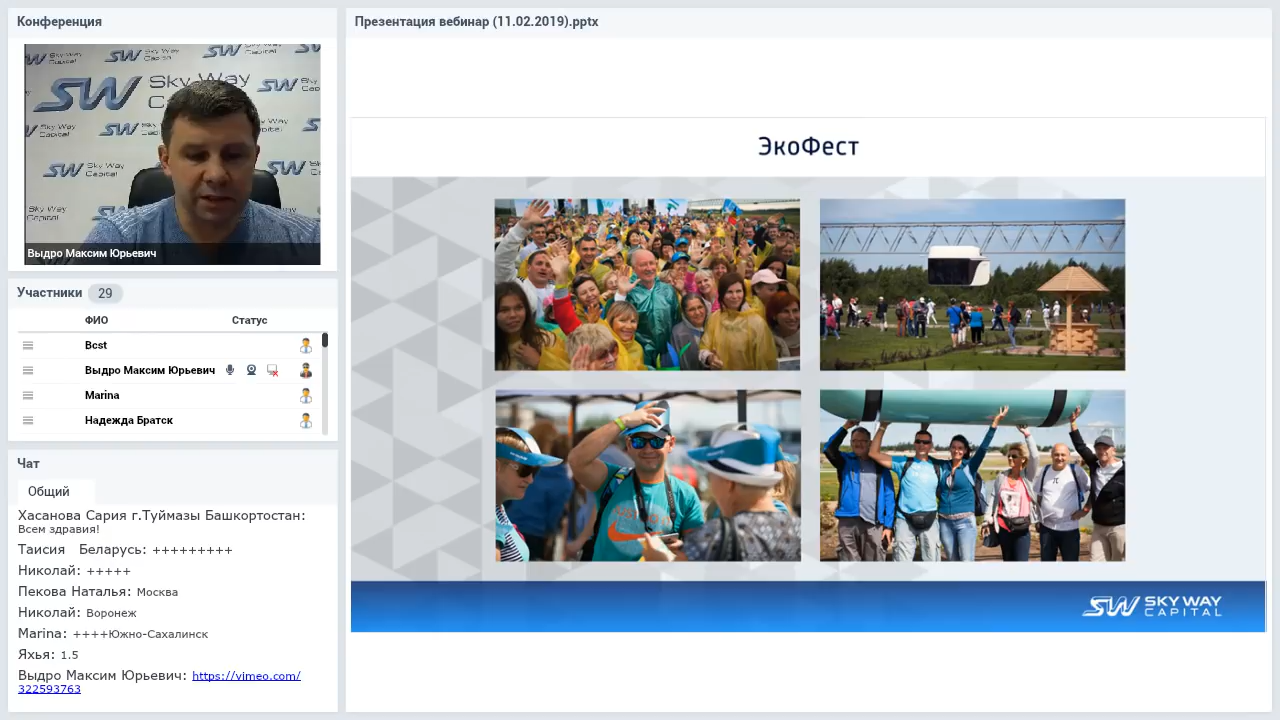 Конференция
SW Sky Way Capital
Sky Way
Capital
Выдро Максим Юрьевич
Участники 29
ФИО Статус
Bcst
Выдро Максим Юрьевич
Marina
Надежда Братск
Чат
Общий
Хасанова Сария г.Туймазы Башкортостан:
Всем здравия!
Таисия Беларусь: +++++++++
Николай: +++++
Пекова Наталья: Москва
Николай: Воронеж
Marina: ++++Южно-Сахалинск
Яхья: 1.5
Выдро Максим Юрьевич: https://vimeo.com/
322593763
Презентация вебинар (11.02.2019).pptx
ЭкоФест
SW SKY WAY
CAPITAL